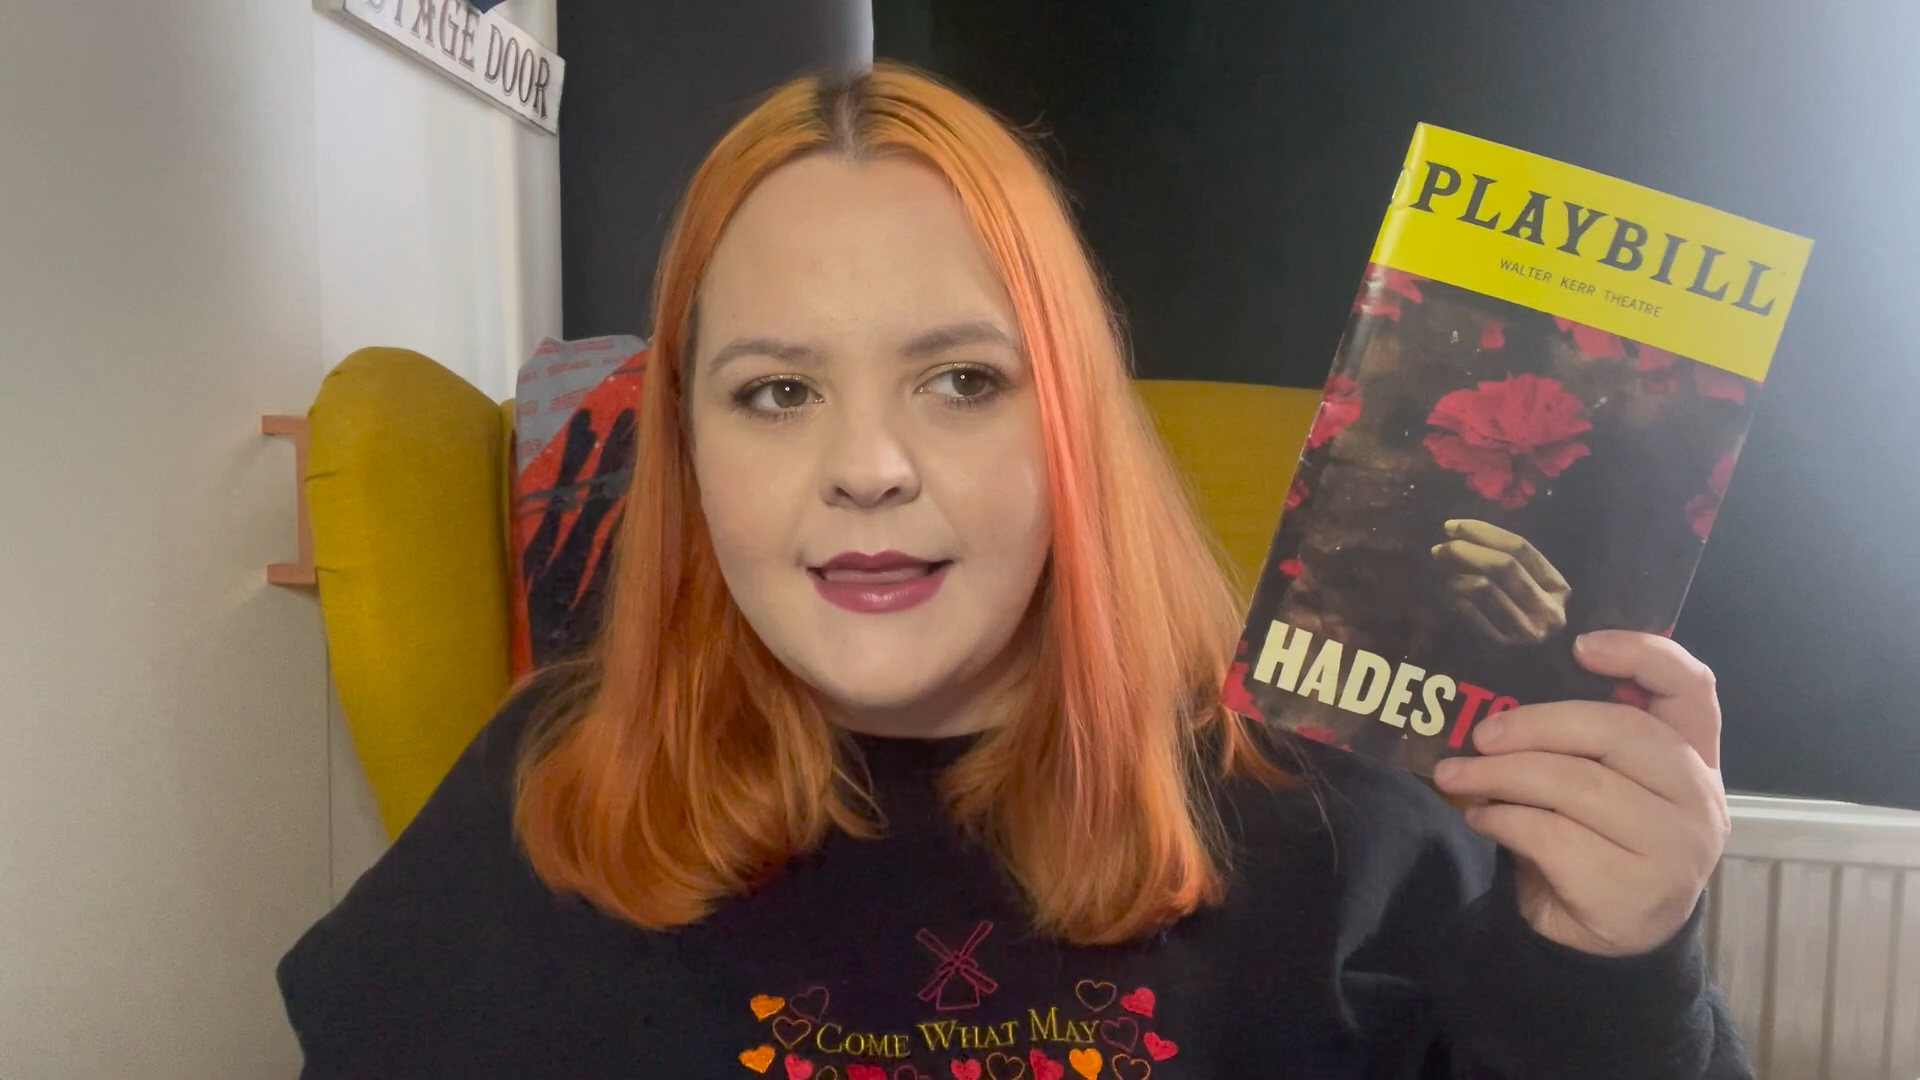 STAGE DOOR
PLAYBILL
WALTER KERR THEATRE
HADES
COME WHAT MAY